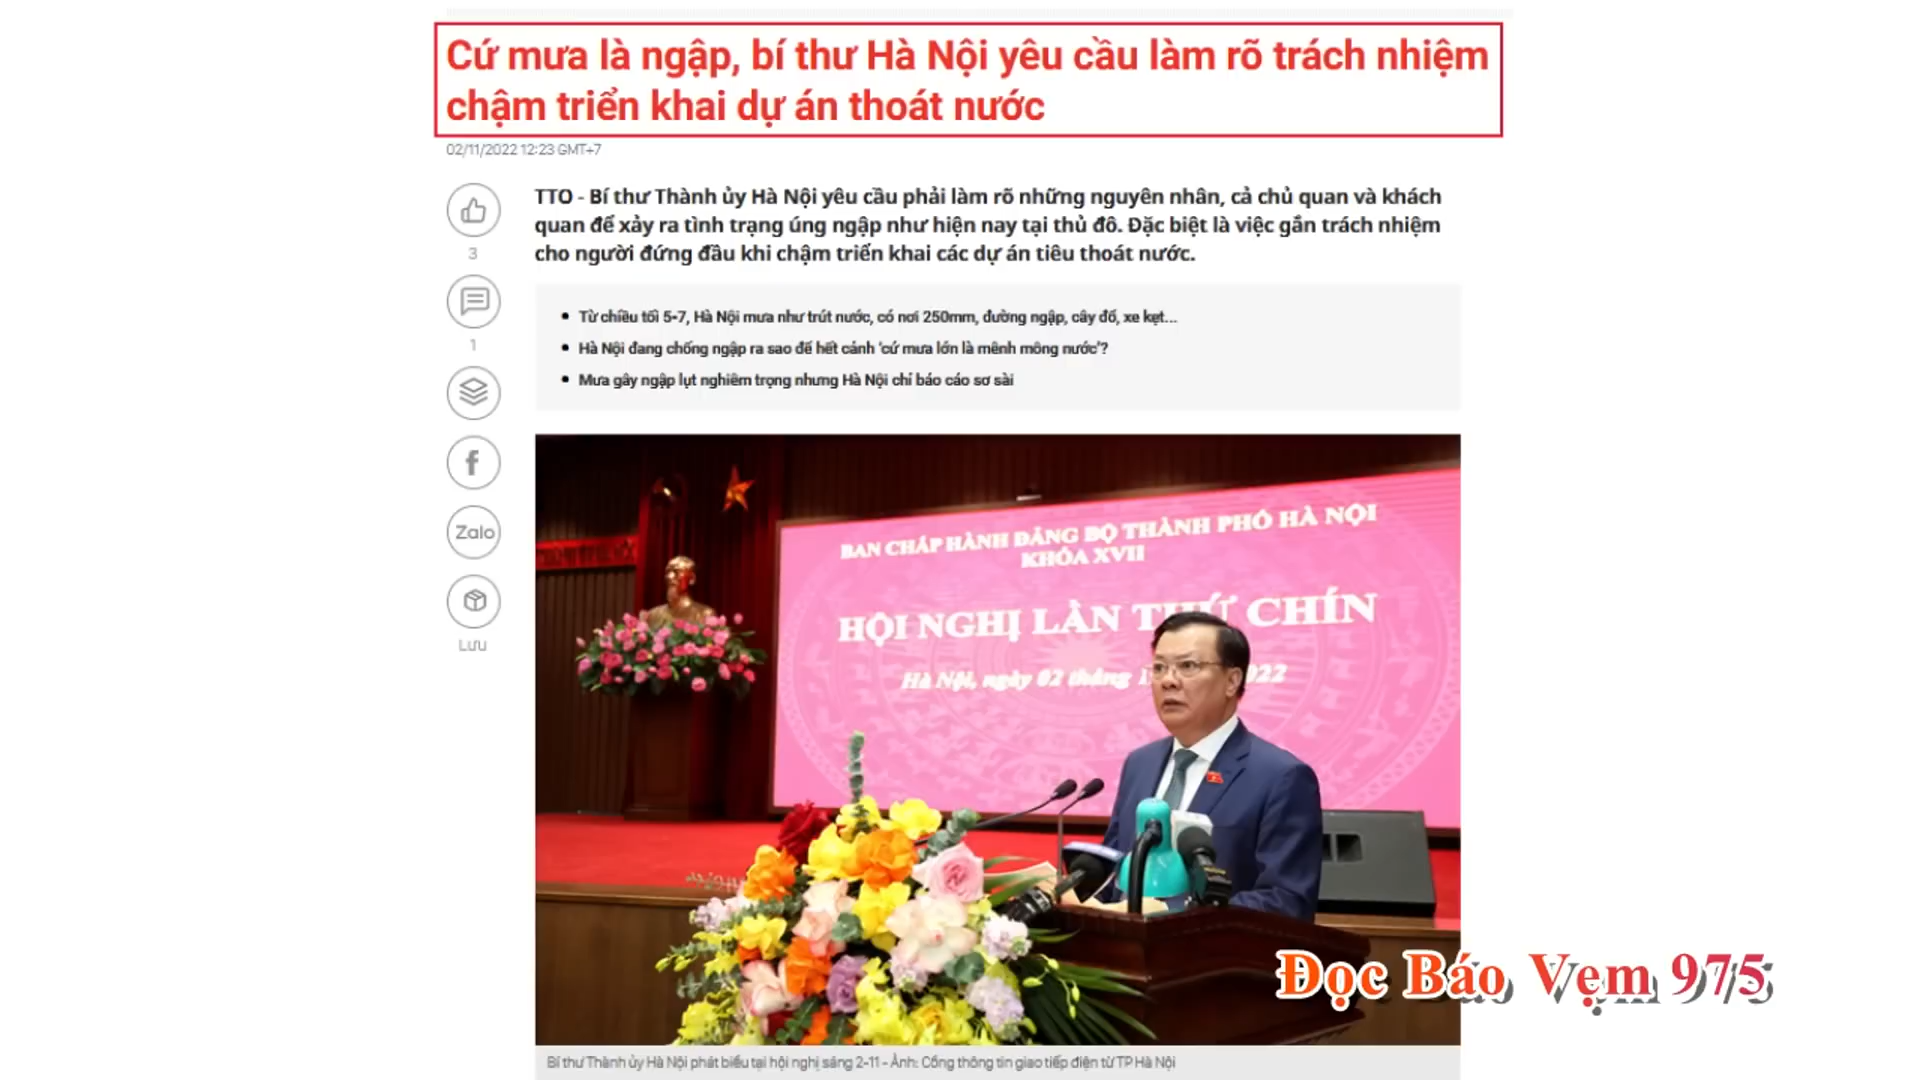 Cứ mưa là ngập, bí thư Hà Nội yêu cầu làm rõ trách nhiệm
chậm triển khai dự án thoát nước
02/11/2022 12:23 GMT+7
TTO - Bí thư Thành ủy Hà Nội yêu cầu phải làm rõ những nguyên nhân, cả chủ quan và khách
quan để xảy ra tình trạng úng ngập như hiện nay tại thủ đô. Đặc biệt là việc gắn trách nhiệm
cho người đứng đầu khi chậm triển khai các dự án tiêu thoát nước.
3
1
Zalo
Lưu
Từ chiều tối 5-7, Hà Nội mưa như trút nước, có nơi 250mm, đường ngập, cây đổ, xe kẹt...
Hà Nội đang chống ngập ra sao để hết cảnh 'cứ mưa lớn là mênh mông nước'?
Mưa gây ngập lụt nghiêm trọng nhưng Hà Nội chỉ báo cáo sơ sài
BAN CHẤP HÀNH ĐẢNG BỘ THÀNH PHỐ HÀ NỘI
KHÓA XVII
HỘI NGHỊ LẦN THỨ CHÍN
Hà Nội, ngày 02 tháng 1 022
Đọc Báo Vẹm 975
Bí thư Thành ủy Hà Nội phát biểu tại hội nghị sáng 2-11 - Ảnh: Cổng thông tin giao tiếp điện tử TP Hà Nội